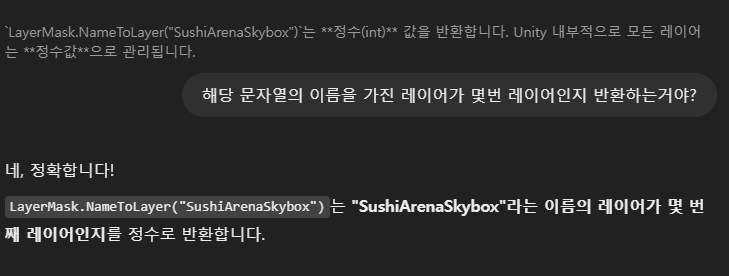 `LayerMask.NameToLayer("SushiArenaSkybox")`는 **정수(int)** 값을 반환합니다. Unity 내부적으로 모든 레이어
는 **정수값**으로 관리됩니다.
해당 문자열의 이름을 가진 레이어가 몇번 레이어인지 반환하는거야?
네, 정확합니다!
LayerMask.NameToLayer("SushiArenaSkybox")는 "SushiArenaSkybox"라는 이름의 레이어가 몇 번
째 레이어인지를 정수로 반환합니다.